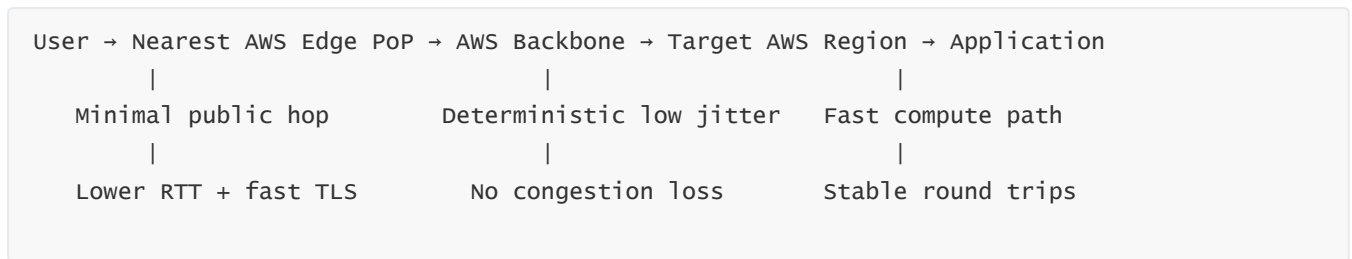 User → Nearest AWS Edge PoP → AWS Backbone → Target AWS Region → Application
| | |
Minimal public hop Deterministic low jitter Fast compute path
| | |
Lower RTT + fast TLS No congestion loss Stable round trips